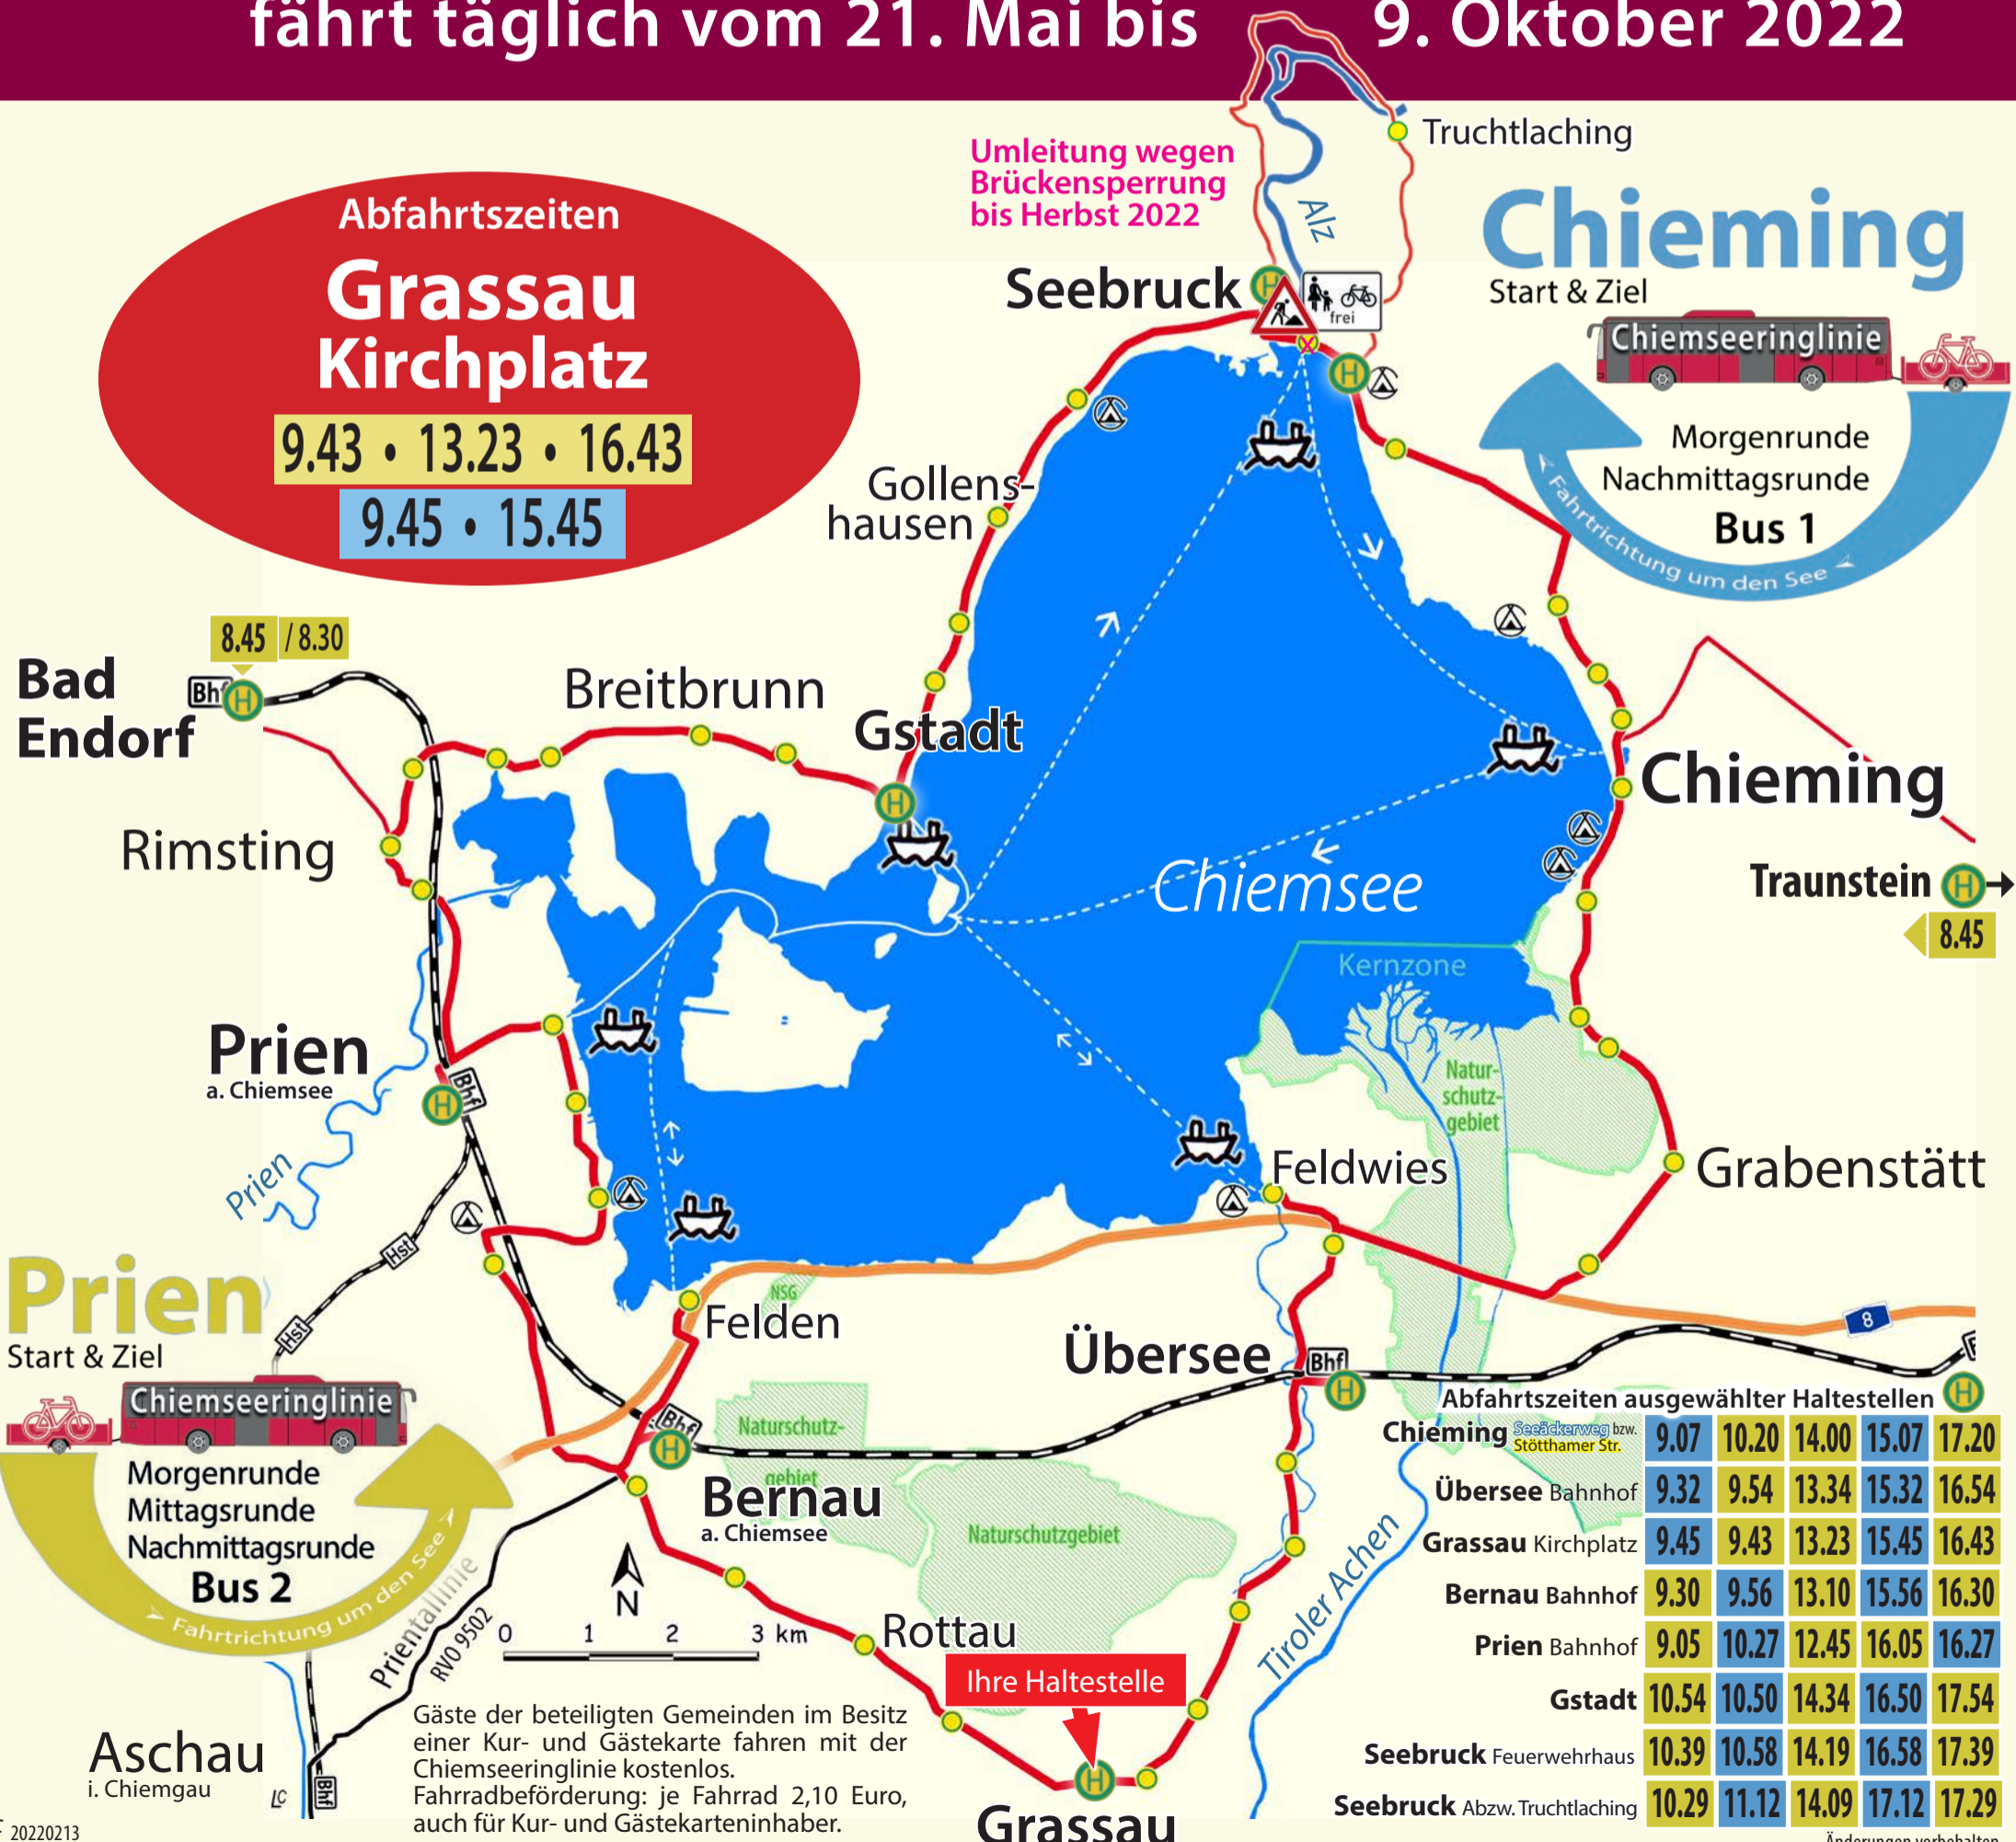 fährt täglich vom 21. Mai bis 9. Oktober 2022
Truchtlaching
Umleitung wegen
Brückensperrung
bis Herbst 2022
Alz
Abfahrtszeiten
Grassau
Kirchplatz
9.43 • 13.23 • 16.43
9.45 • 15.45
Seebruck
H
frei
H
Chieming
Start & Ziel
Chiemseeringlinie
Morgenrunde
Nachmittagsrunde
Bus 1
Fahrtrichtung um den See
Gollens-
hausen
8.45 / 8.30
Bad
Endorf
Bhf
H
Breitbrunn
Gstadt
H
Chieming
Rimsting
Chiemsee
Traunstein H
8.45
Kernzone
Prien
a. Chiemsee
Bhf
H
Natur-
schutz-
gebiet
Prien
Feldwies
Grabenstätt
Hst
Hst
Prien
Start & Ziel
Chiemseeringlinie
Morgenrunde
Mittagsrunde
Nachmittagsrunde
Bus 2
Fahrtrichtung um den See
NSG
Felden
8
Übersee
Bhf
H
Bhf
H
Naturschutz-
gebiet
Bernau
a. Chiemsee
Naturschutzgebiet
N
0 1 2 3 km
Prientallinie
RVO 9502
Rottau
Tiroler Achen
Ihre Haltestelle
H
Grassau
Aschau
i. Chiemgau
LC
Bhf
Gäste der beteiligten Gemeinden im Besitz
einer Kur- und Gästekarte fahren mit der
Chiemseeringlinie kostenlos.
Fahrradbeförderung: je Fahrrad 2,10 Euro,
auch für Kur- und Gästekarteninhaber.
Abfahrtszeiten ausgewählter Haltestellen H
Chieming Seeäckerweg bzw. Stötthamer Str. 9.07 10.20 14.00 15.07 17.20
Übersee Bahnhof 9.32 9.54 13.34 15.32 16.54
Grassau Kirchplatz 9.45 9.43 13.23 15.45 16.43
Bernau Bahnhof 9.30 9.56 13.10 15.56 16.30
Prien Bahnhof 9.05 10.27 12.45 16.05 16.27
Gstadt 10.54 10.50 14.34 16.50 17.54
Seebruck Feuerwehrhaus 10.39 10.58 14.19 16.58 17.39
Seebruck Abzw. Truchtlaching 10.29 11.12 14.09 17.12 17.29
20220213
Änderungen vorbehalten